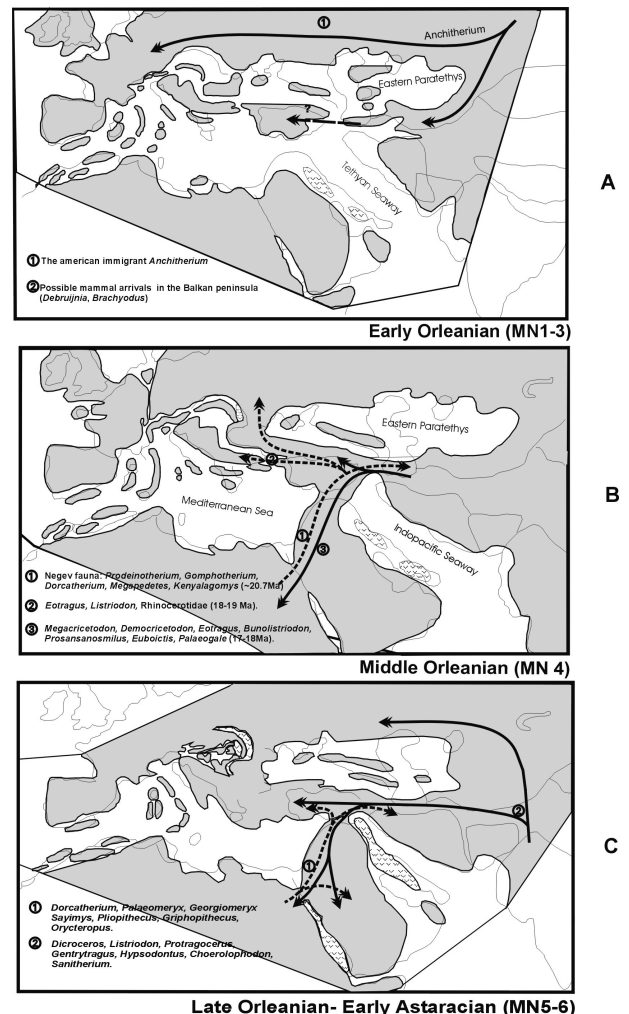 ①
Anchitherium
Eastern Paratethys
?
Tethyan Seaway
A
① The american immigrant Anchitherium
② Possible mammal arrivals in the Balkan peninsula
(Debruijnia, Brachyodus)
Early Orleanian (MN1-3)
Eastern Paratethys
②
B
Mediterranean Sea
Indopacific Seaway
①
③
① Negev fauna: Prodeinotherium, Gomphotherium,
Dorcatherium, Megapedetes, Kenyalagomys (~20.7Ma)
② Eotragus, Listriodon, Rhinocerotidae (18-19 Ma).
③ Megacricetodon, Democricetodon, Eotragus, Bunolistriodon,
Prosansanosmilus, Euboictis, Palaeogale (17-18Ma).
Middle Orleanian (MN 4)
②
C
①
① Dorcatherium, Palaeomeryx, Georgiomeryx
Sayimys, Pliopithecus, Griphopithecus,
Orycteropus.
② Dicroceros, Listriodon, Protragocerus,
Gentrytragus, Hypsodontus, Choerolophodon,
Sanitherium.
Late Orleanian- Early Astaracian (MN5-6)